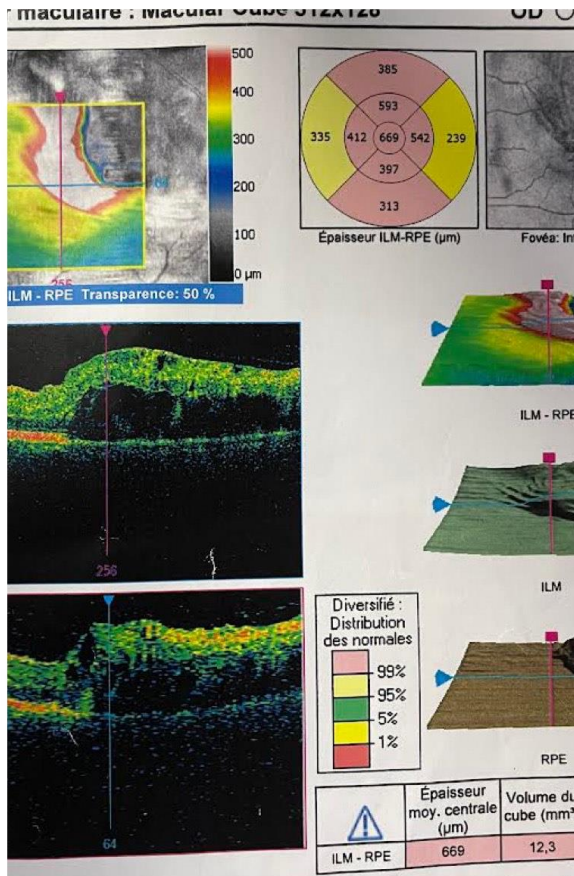 maculaire : Macular Cube 512x128
OD
500
400
300
200
100
0 µm
64
256
ILM - RPE Transparence: 50 %
385
593
335
412
669
542
239
397
313
Épaisseur ILM-RPE (µm)
Fovéa:
ILM - RPE
256
ILM
64
Diversifié :
Distribution
des normales
99%
95%
5%
1%
RPE
Épaisseur
moy. centrale
(µm)
Volume du
cube (mm³
ILM - RPE
669
12,3